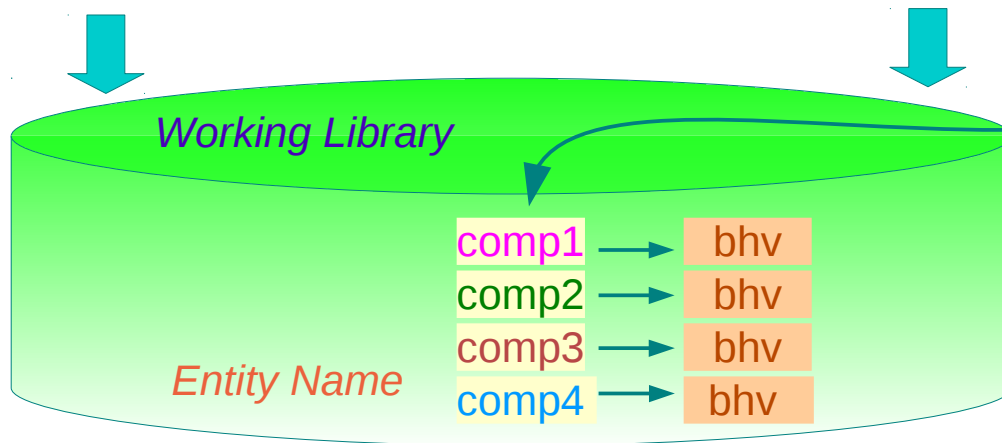 Working Library
comp1 bhv
comp2 bhv
comp3 bhv
Entity Name
comp4 bhv